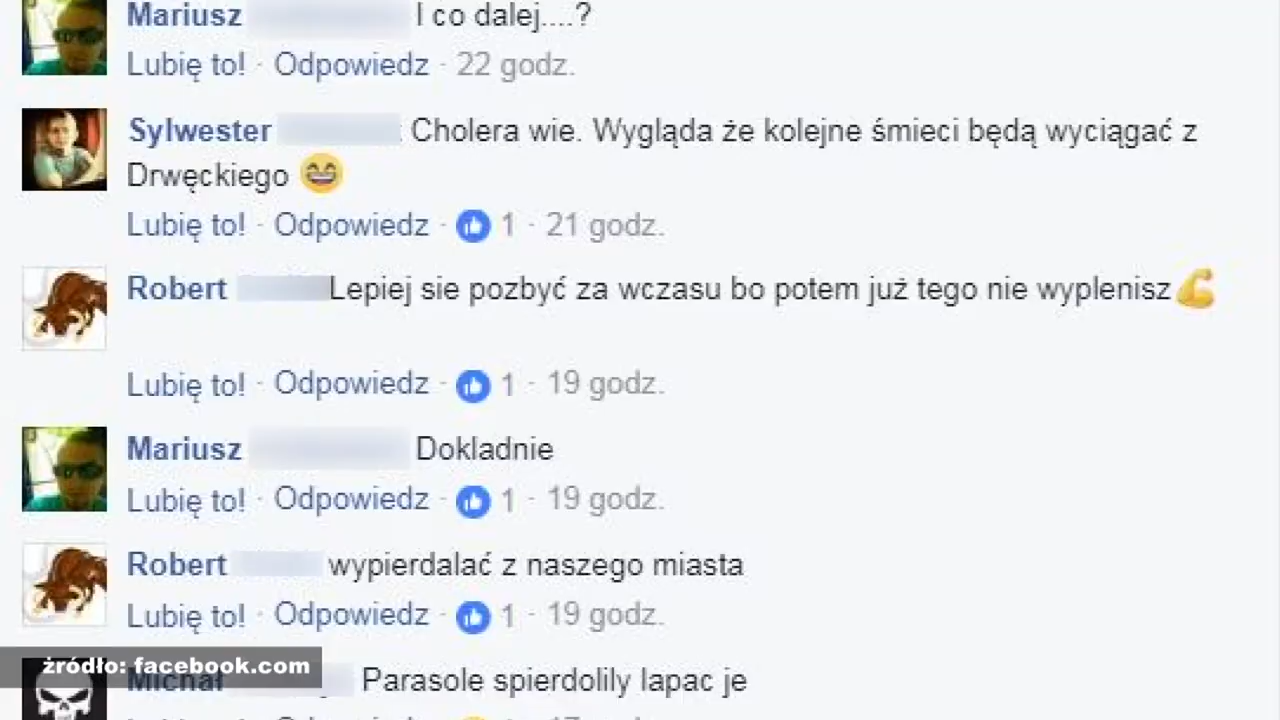 Mariusz I co dalej....?
Lubię to! · Odpowiedz · 22 godz.
Sylwester Cholera wie. Wygląda że kolejne śmieci będą wyciągać z
Drwęckiego 😄
Lubię to! · Odpowiedz · 1 · 21 godz.
Robert Lepiej sie pozbyć za wczasu bo potem już tego nie wyplenisz💪
Lubię to! · Odpowiedz · 1 · 19 godz.
Mariusz Dokladnie
Lubię to! · Odpowiedz · 1 · 19 godz.
Robert wypierdalać z naszego miasta
Lubię to! · Odpowiedz · 1 · 19 godz.
źródło: facebook.com
Michał Parasole spierdolily lapac je